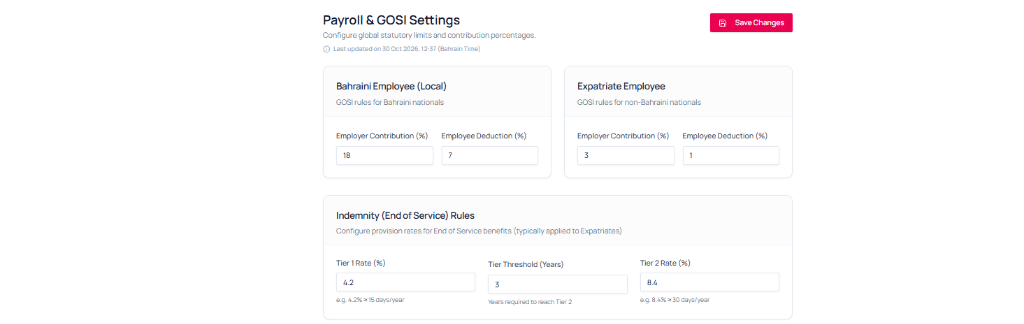 Payroll & GOSI Settings
Save Changes
Configure global statutory limits and contribution percentages.
Last updated on 30 Oct 2026, 12:37 (Bahrain Time)
Bahraini Employee (Local)
GOSI rules for Bahraini nationals
Employer Contribution (%)
Employee Deduction (%)
18
7
Expatriate Employee
GOSI rules for non-Bahraini nationals
Employer Contribution (%)
Employee Deduction (%)
3
1
Indemnity (End of Service) Rules
Configure provision rates for End of Service benefits (typically applied to Expatriates)
Tier 1 Rate (%)
4.2
e.g. 4.2% ≈ 15 days/year
Tier Threshold (Years)
3
Years required to reach Tier 2
Tier 2 Rate (%)
8.4
e.g. 8.4% ≈ 30 days/year